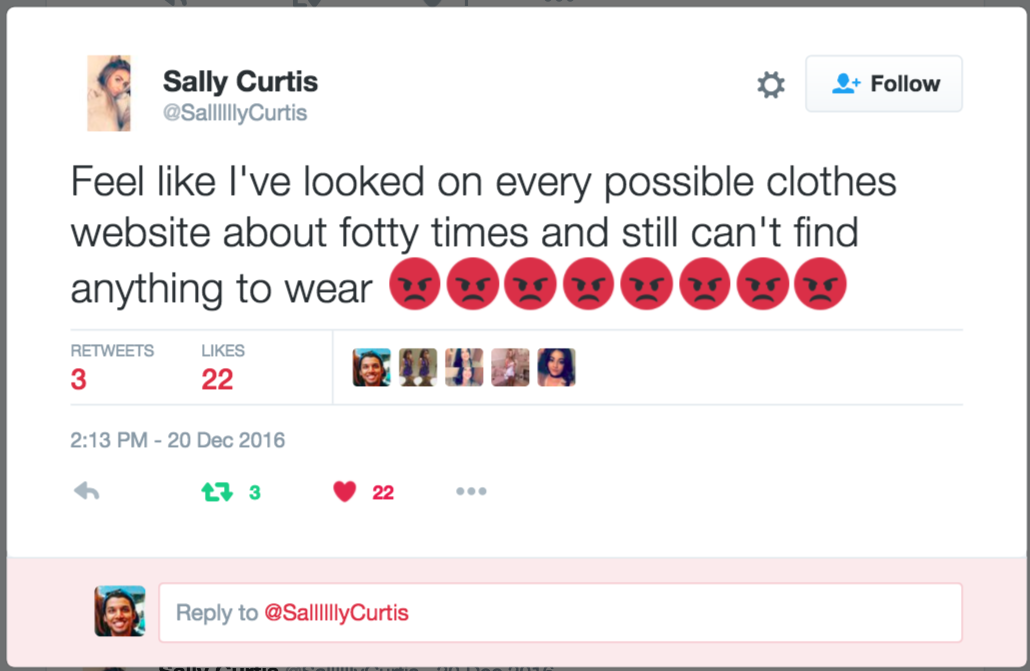 Sally Curtis
@SallllllyCurtis
Follow
Feel like I've looked on every possible clothes
website about fotty times and still can't find
anything to wear 😡😡😡😡😡😡😡😡
RETWEETS LIKES
3 22
2:13 PM - 20 Dec 2016
3 22
Reply to @SallllllyCurtis